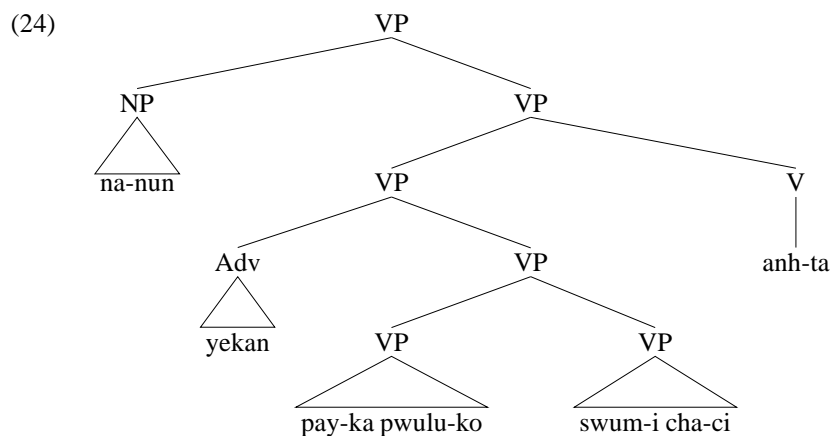 (24) VP
NP VP
na-nun VP V
Adv VP anh-ta
yekan VP VP
pay-ka pwulu-ko swum-i cha-ci